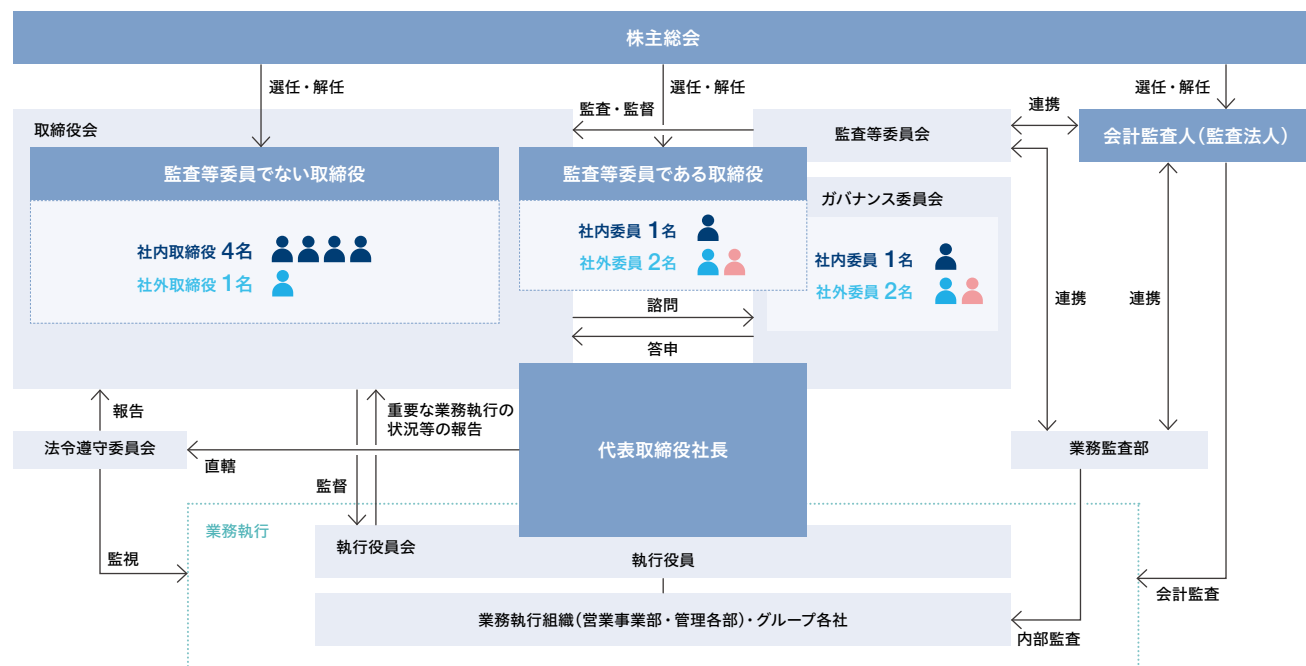 株主総会
選任・解任
選任・解任
選任・解任
取締役会
監査・監督
監査等委員会
連携
会計監査人(監査法人)
監査等委員でない取締役
監査等委員である取締役
ガバナンス委員会
社内取締役 4名
社外取締役 1名
社内委員 1名
社外委員 2名
社内委員 1名
社外委員 2名
諮問
答申
連携
連携
報告
重要な業務執行の
状況等の報告
法令遵守委員会
直轄
代表取締役社長
業務監査部
監督
業務執行
執行役員会
執行役員
監視
会計監査
業務執行組織(営業事業部・管理各部)・グループ各社
内部監査